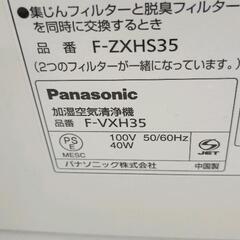 ●集じんフィルターと脱臭フィルター
を同時に交換するとき
品 番 F-ZXHS35
(2つのフィルターが一緒になっています。)
Panasonic
加湿空気清浄機
品番 F-VXH35
PS
E
MESC
100V 50/60Hz
40W
JET
パナソニック株式会社
中国製